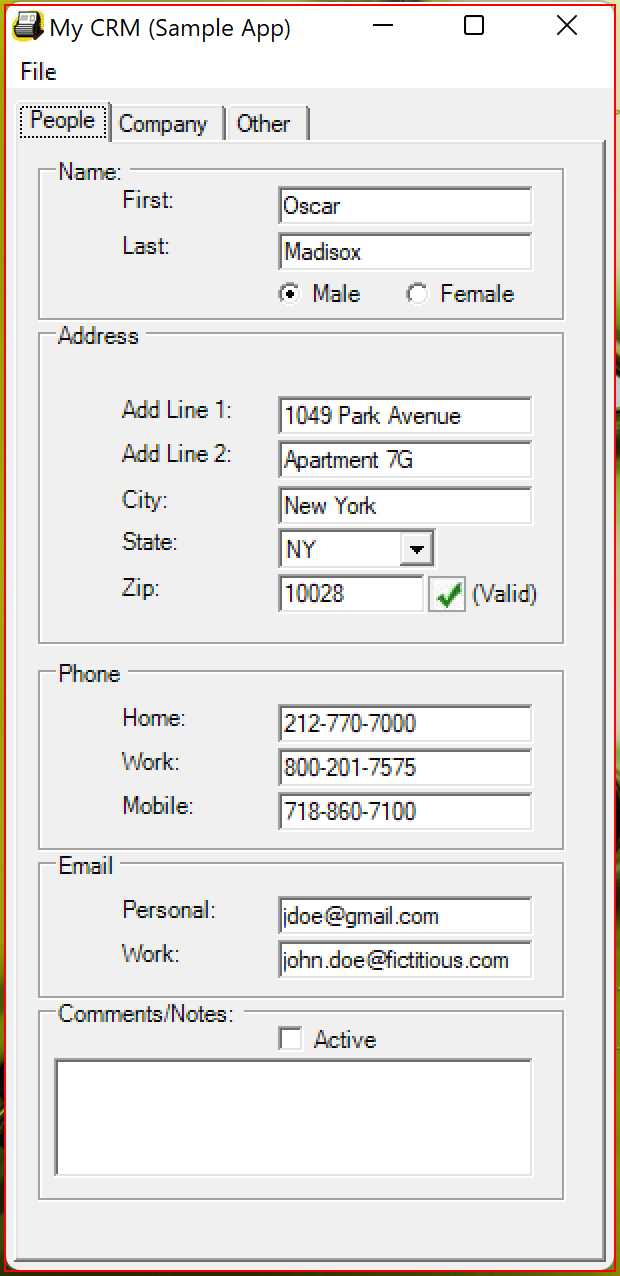 My CRM (Sample App)
File
People Company Other
Name:
First: Oscar
Last: Madisox
Male Female
Address
Add Line 1: 1049 Park Avenue
Add Line 2: Apartment 7G
City: New York
State: NY
Zip: 10028 (Valid)
Phone
Home: 212-770-7000
Work: 800-201-7575
Mobile: 718-860-7100
Email
Personal: jdoe@gmail.com
Work: john.doe@fictitious.com
Comments/Notes:
Active